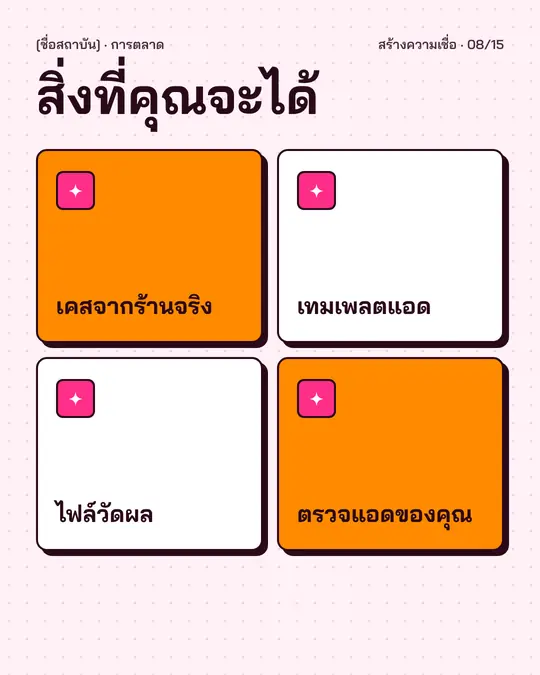 [ชื่อสถาบัน] · การตลาด
สร้างความเชื่อ · 08/15
สิ่งที่คุณจะได้
เคสจากร้านจริง
เทมเพลตแอด
ไฟล์วัดผล
ตรวจแอดของคุณ